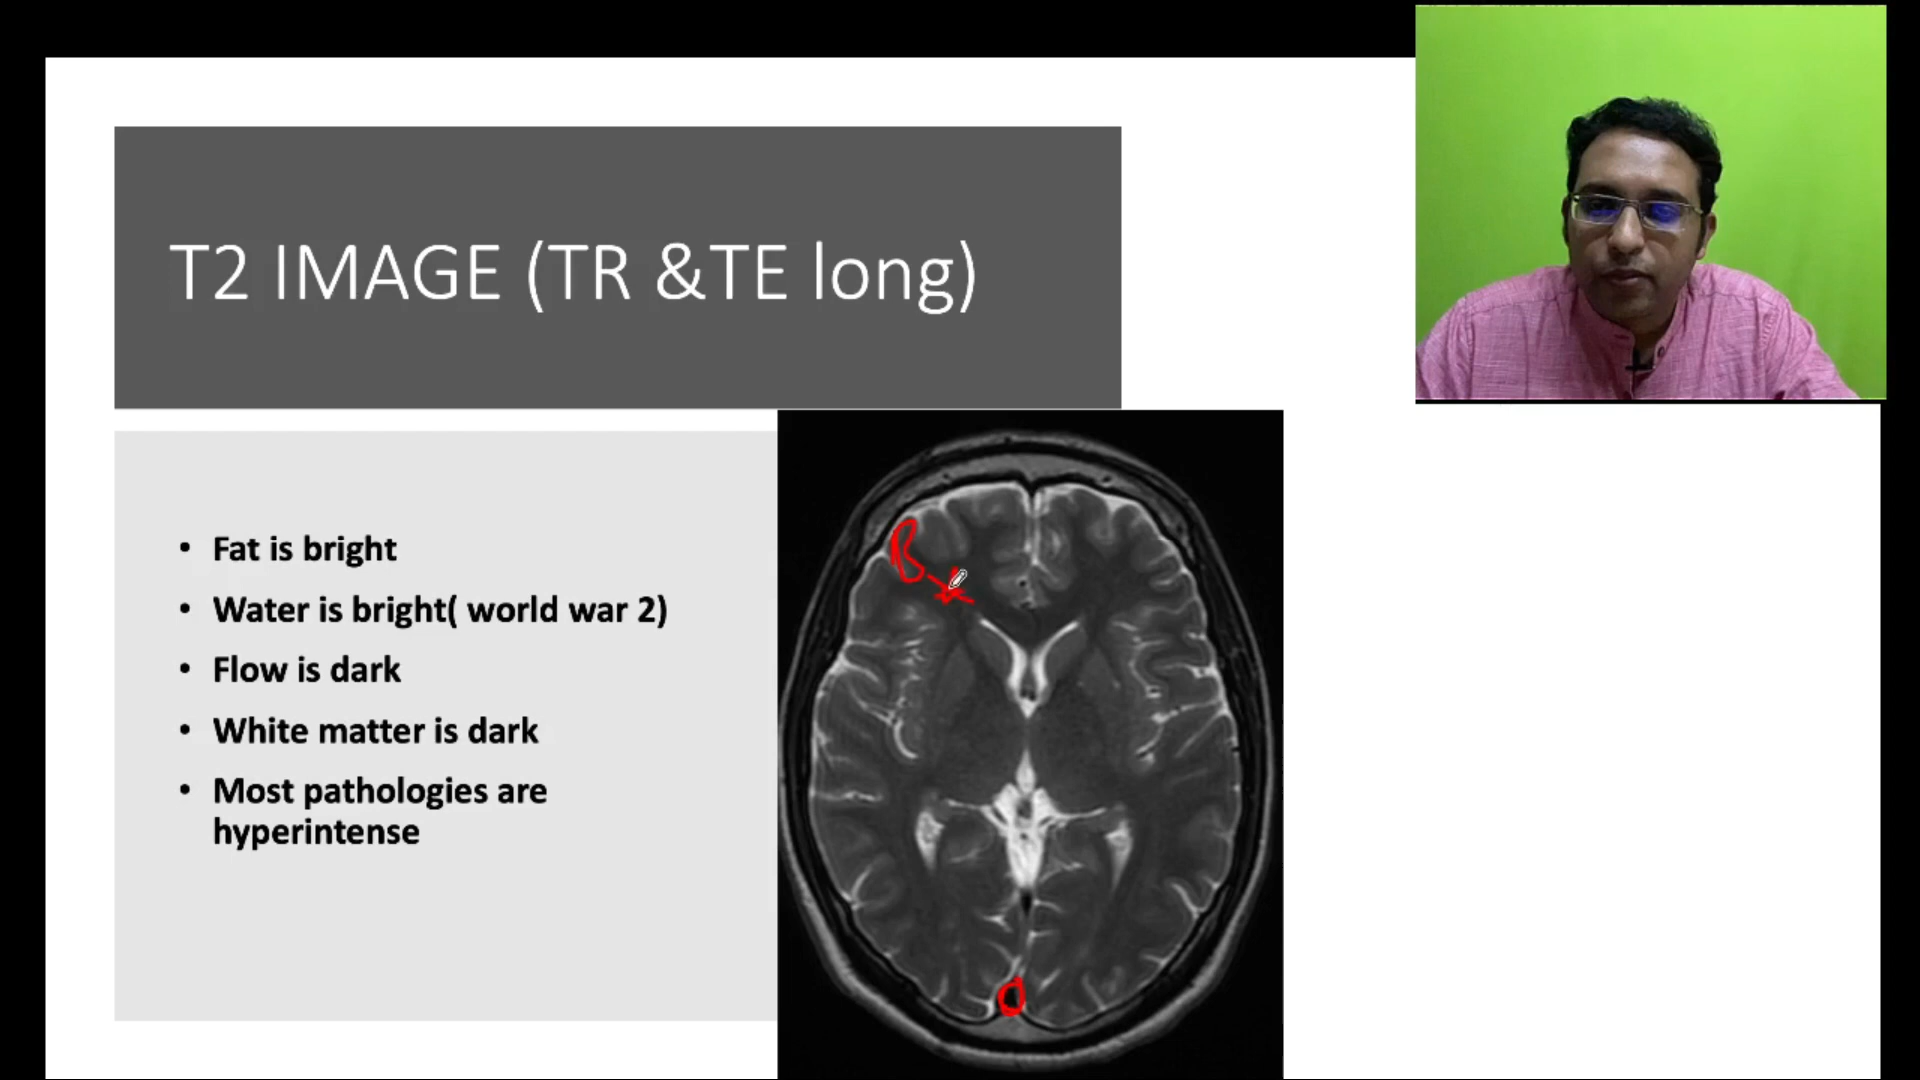 T2 IMAGE (TR &TE long)
• Fat is bright
• Water is bright( world war 2)
• Flow is dark
• White matter is dark
• Most pathologies are
hyperintense